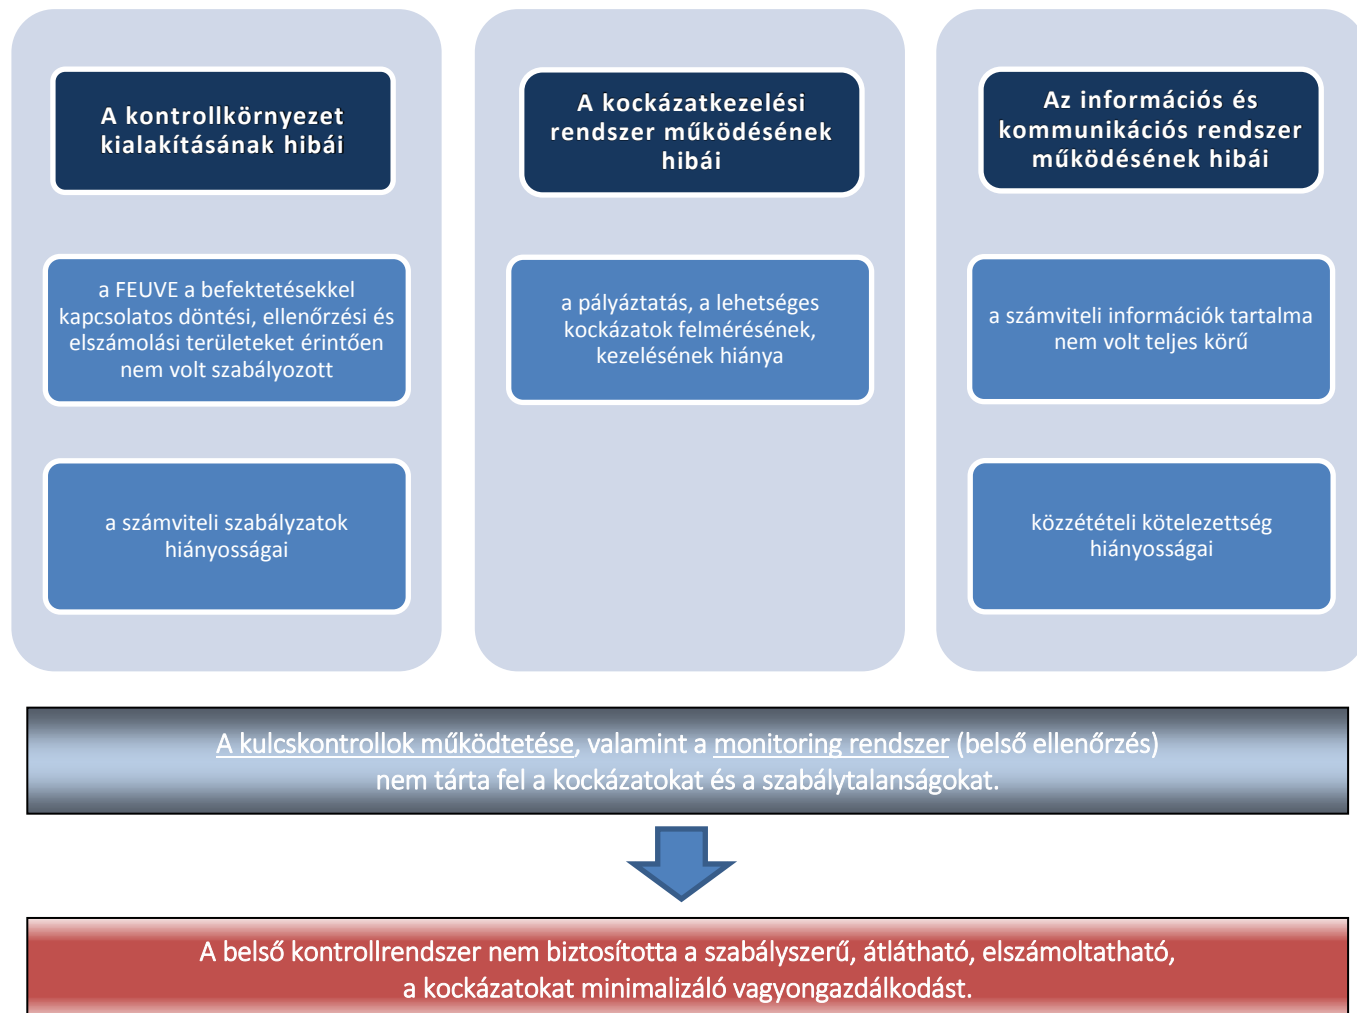 A kontrollkörnyezet
kialakításának hibái
a FEUVE a befektetésekkel
kapcsolatos döntési, ellenőrzési és
elszámolási területeket érintően
nem volt szabályozott
a számviteli szabályzatok
hiányosságai
A kockázatkezelési
rendszer működésének
hibái
a pályáztatás, a lehetséges
kockázatok felmérésének,
kezelésének hiánya
Az információs és
kommunikációs rendszer
működésének hibái
a számviteli információk tartalma
nem volt teljes körű
közzétételi kötelezettség
hiányosságai
A kulcskontrollok működtetése, valamint a monitoring rendszer (belső ellenőrzés)
nem tárta fel a kockázatokat és a szabálytalanságokat.
A belső kontrollrendszer nem biztosította a szabályszerű, átlátható, elszámoltatható,
a kockázatokat minimalizáló vagyongazdálkodást.